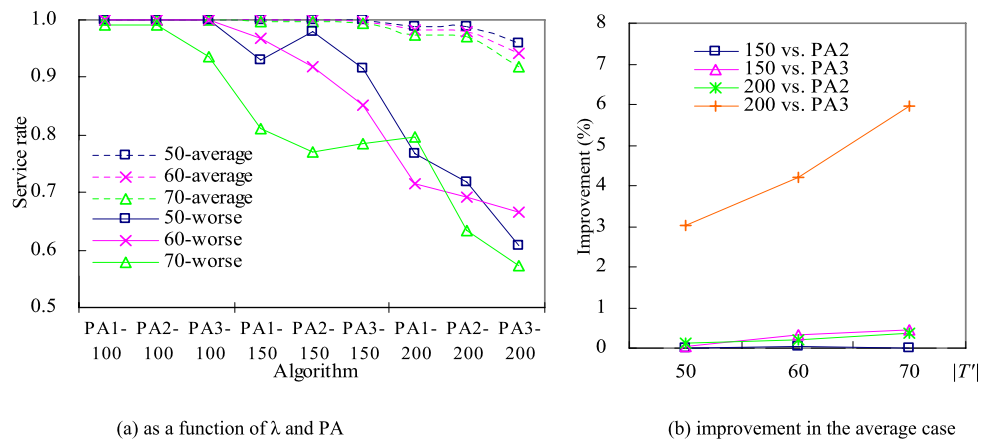 Service rate
1.0
0.9
0.8
0.7
0.6
0.5
50-average
60-average
70-average
50-worse
60-worse
70-worse
PA1- PA2- PA3- PA1- PA2- PA3- PA1- PA2- PA3-
100 100 100 150 150 150 200 200 200
Algorithm
(a) as a function of λ and PA
Improvement (%)
8
7
6
5
4
3
2
1
0
150 vs. PA2
150 vs. PA3
200 vs. PA2
200 vs. PA3
50 60 70 |T'|
(b) improvement in the average case